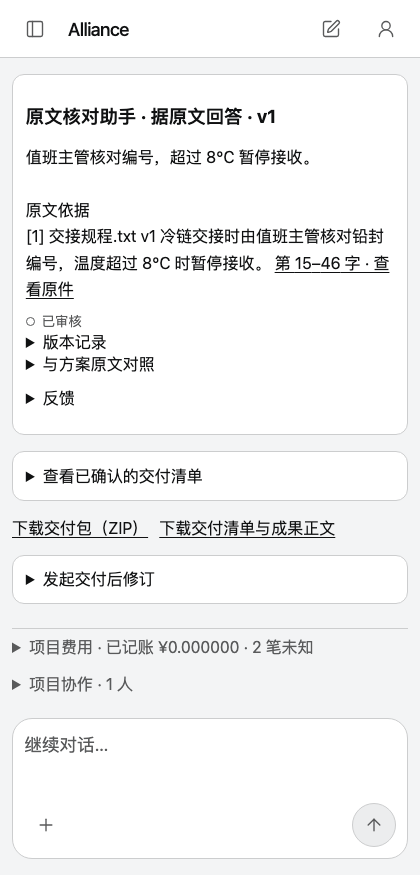 Alliance
原文核对助手 · 据原文回答 · v1
值班主管核对编号，超过 8°C 暂停接收。
原文依据
[1] 交接规程.txt v1 冷链交接时由值班主管核对铅封
编号，温度超过 8°C 时暂停接收。 第 15–46 字 · 查
看原件
已审核
版本记录
与方案原文对照
反馈
查看已确认的交付清单
下载交付包（ZIP） 下载交付清单与成果正文
发起交付后修订
项目费用 · 已记账 ¥0.000000 · 2 笔未知
项目协作 · 1 人
继续对话...